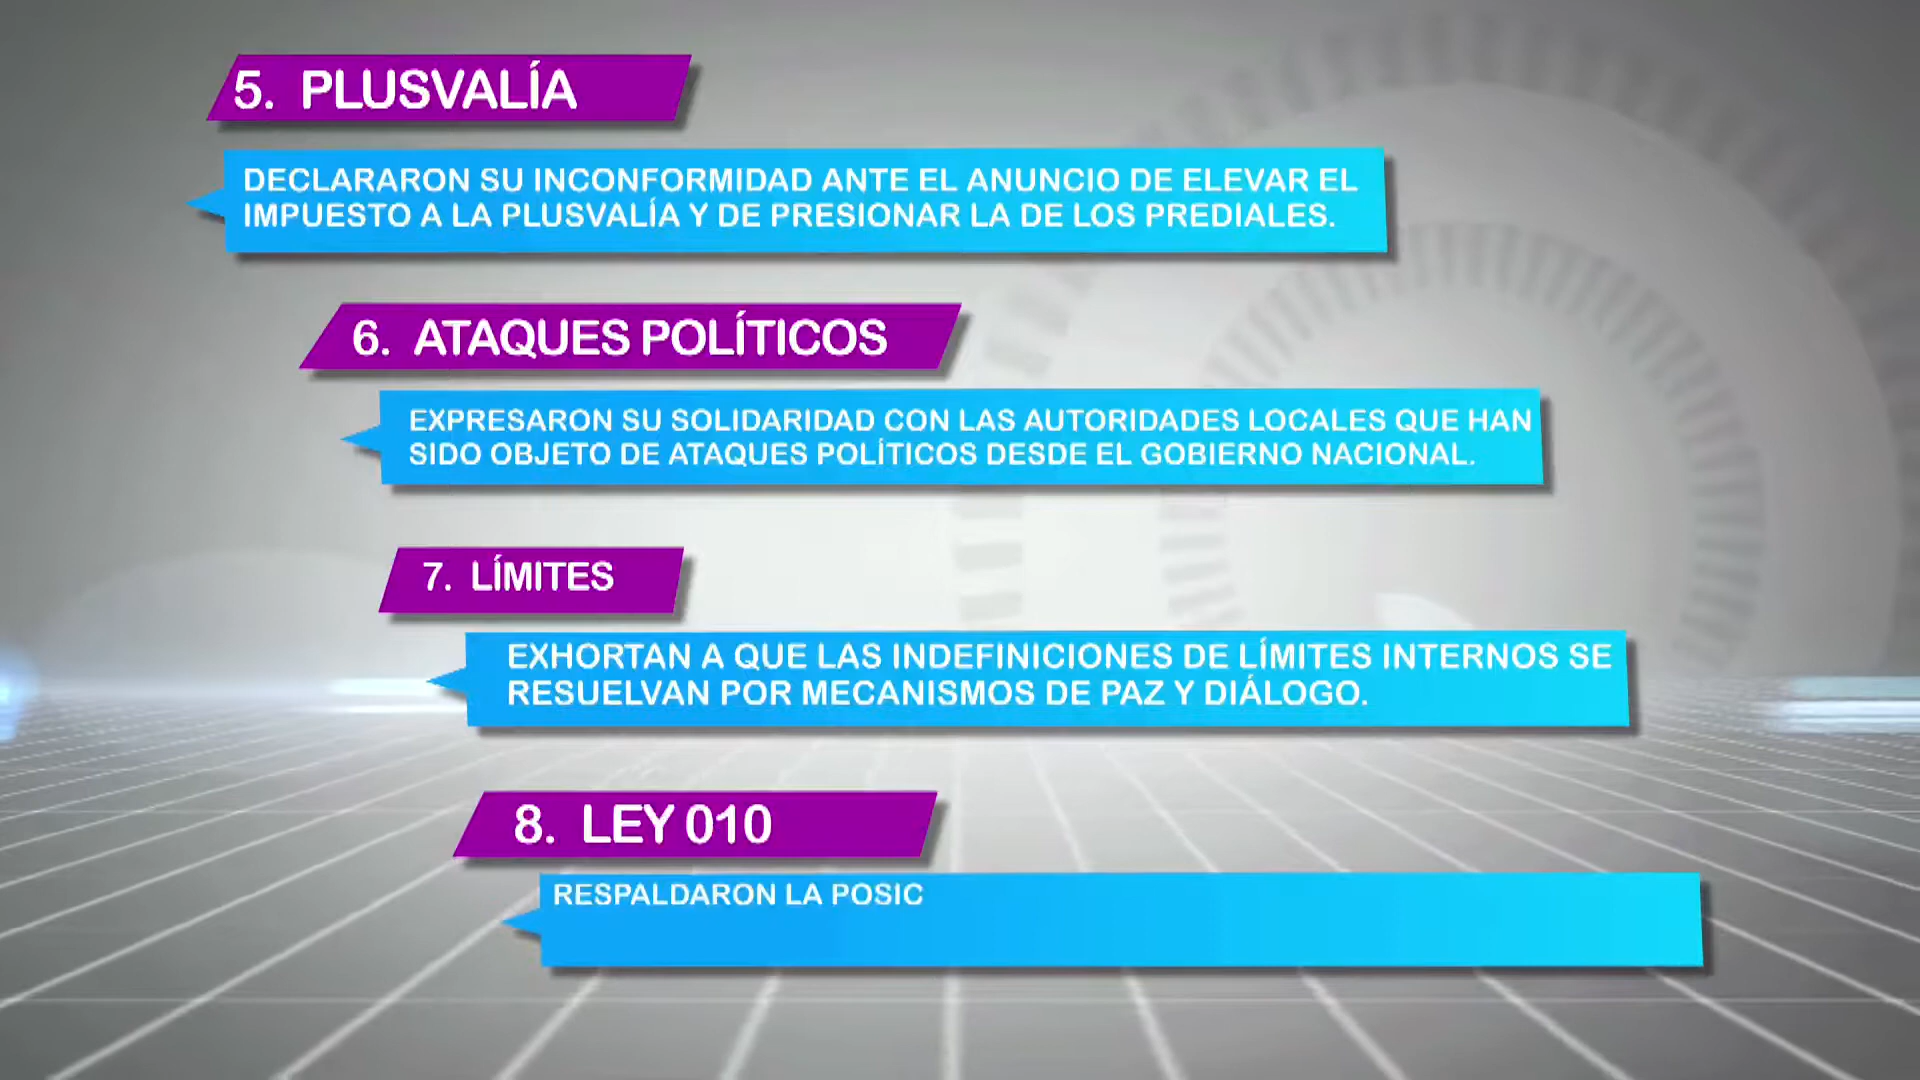 5. PLUSVALÍA
DECLARARON SU INCONFORMIDAD ANTE EL ANUNCIO DE ELEVAR EL
IMPUESTO A LA PLUSVALÍA Y DE PRESIONAR LA DE LOS PREDIALES.
6. ATAQUES POLÍTICOS
EXPRESARON SU SOLIDARIDAD CON LAS AUTORIDADES LOCALES QUE HAN
SIDO OBJETO DE ATAQUES POLÍTICOS DESDE EL GOBIERNO NACIONAL.
7. LÍMITES
EXHORTAN A QUE LAS INDEFINICIONES DE LÍMITES INTERNOS SE
RESUELVAN POR MECANISMOS DE PAZ Y DIÁLOGO.
8. LEY 010
RESPALDARON LA POSIC